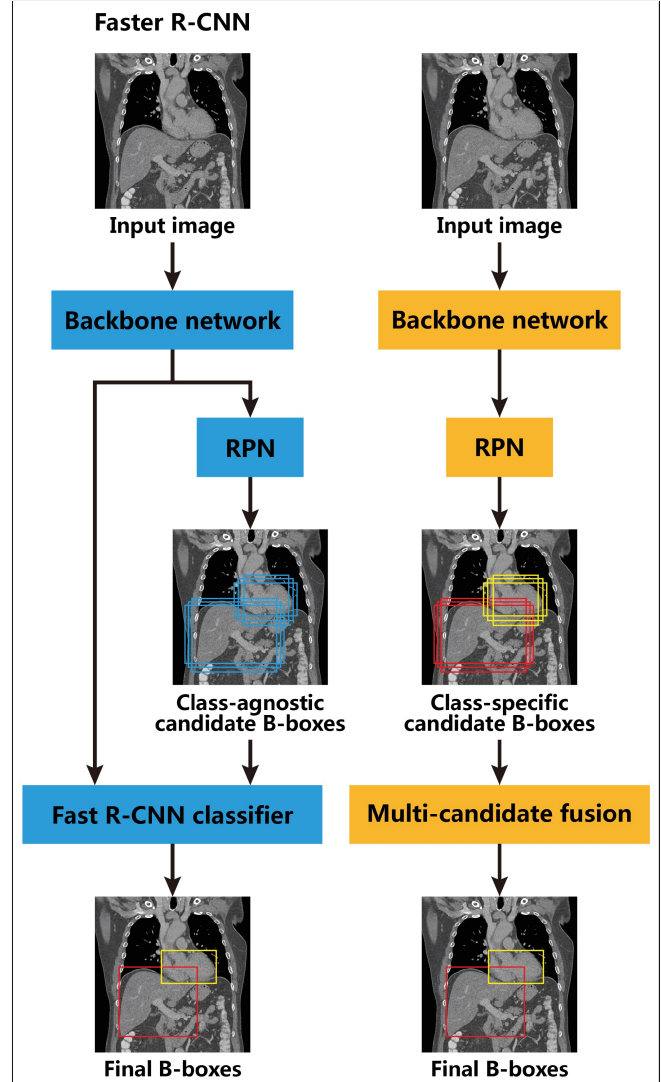 Faster R-CNN
Input image
Backbone network
RPN
Class-agnostic
candidate B-boxes
Fast R-CNN classifier
Final B-boxes
Input image
Backbone network
RPN
Class-specific
candidate B-boxes
Multi-candidate fusion
Final B-boxes